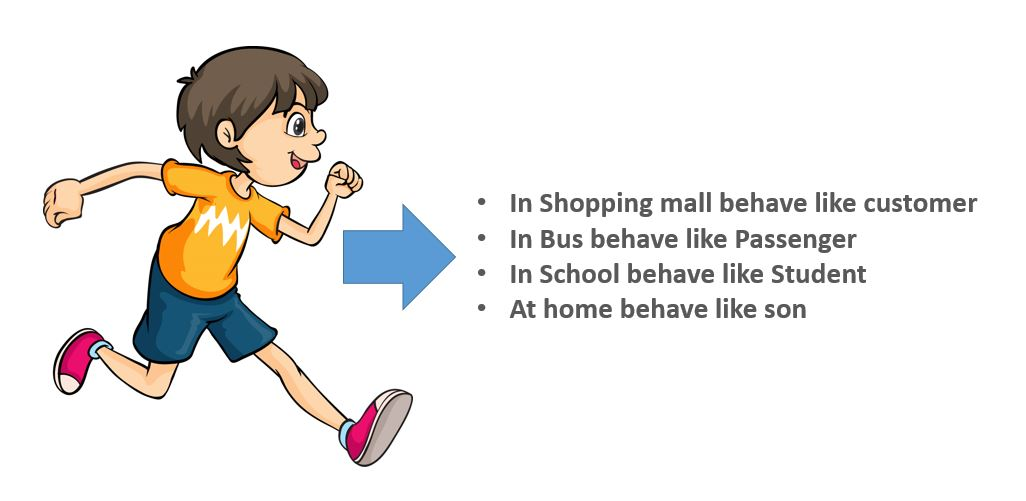 • In Shopping mall behave like customer
• In Bus behave like Passenger
• In School behave like Student
• At home behave like son